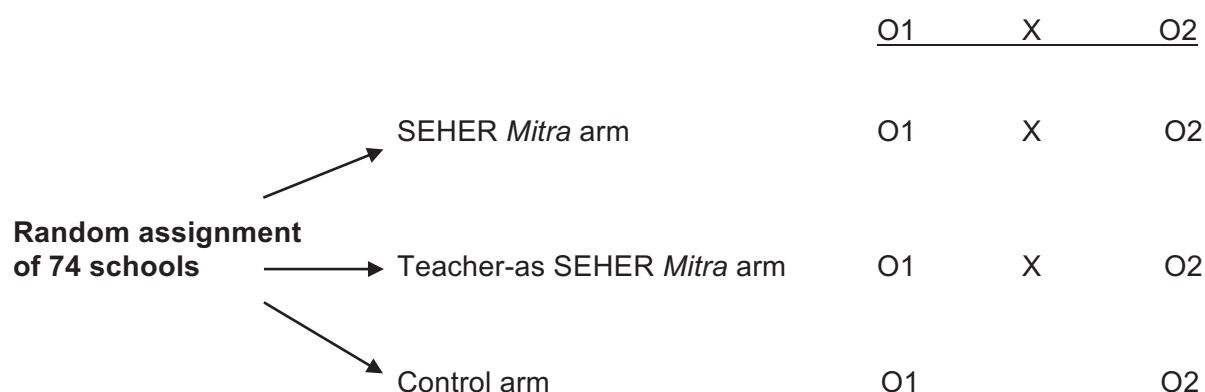 O1 X O2
SEHER Mitra arm O1 X O2
Random assignment
of 74 schools
Teacher-as SEHER Mitra arm O1 X O2
Control arm O1 O2